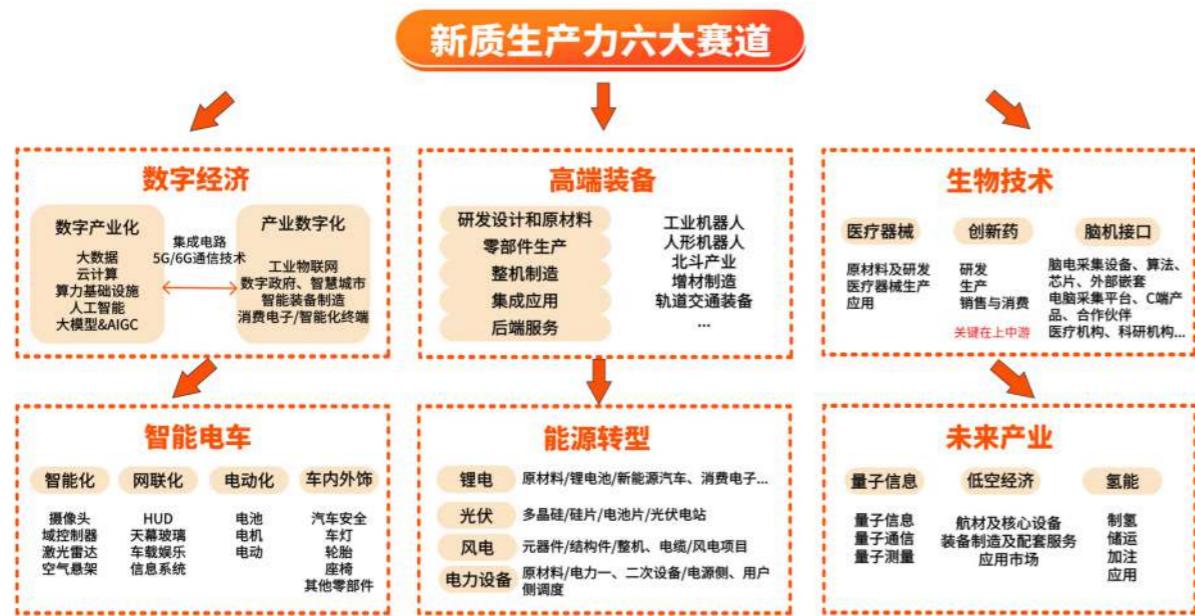 新质生产力六大赛道
数字经济
数字产业化
大数据
云计算
算力基础设施
人工智能
大模型&AIGC
集成电路
5G/6G通信技术
产业数字化
工业物联网
数字政府、智慧城市
智能装备制造
消费电子/智能化终端
高端装备
研发设计和原材料
零部件生产
整机制造
集成应用
后端服务
工业机器人
人形机器人
北斗产业
增材制造
轨道交通装备
...
生物技术
医疗器械
原材料及研发
医疗器械生产
应用
创新药
研发
生产
销售与消费
关键在上中游
脑机接口
脑电采集设备、算法、
芯片、外部嵌套
电脑采集平台、C端产
品、合作伙伴
医疗机构、科研机构...
智能电车
智能化
摄像头
域控制器
激光雷达
空气悬架
网联化
HUD
天幕玻璃
车载娱乐
信息系统
电动化
电池
电机
电动
车内外饰
汽车安全
车灯
轮胎
座椅
其他零部件
能源转型
锂电
原材料/锂电池/新能源汽车、消费电子...
光伏
多晶硅/硅片/电池片/光伏电站
风电
元器件/结构件/整机、电缆/风电项目
电力设备
原材料/电力一、二次设备/电源侧、用户
侧调度
未来产业
量子信息
量子信息
量子通信
量子测量
低空经济
航材及核心设备
装备制造及配套服务
应用市场
氢能
制氢
储运
加注
应用